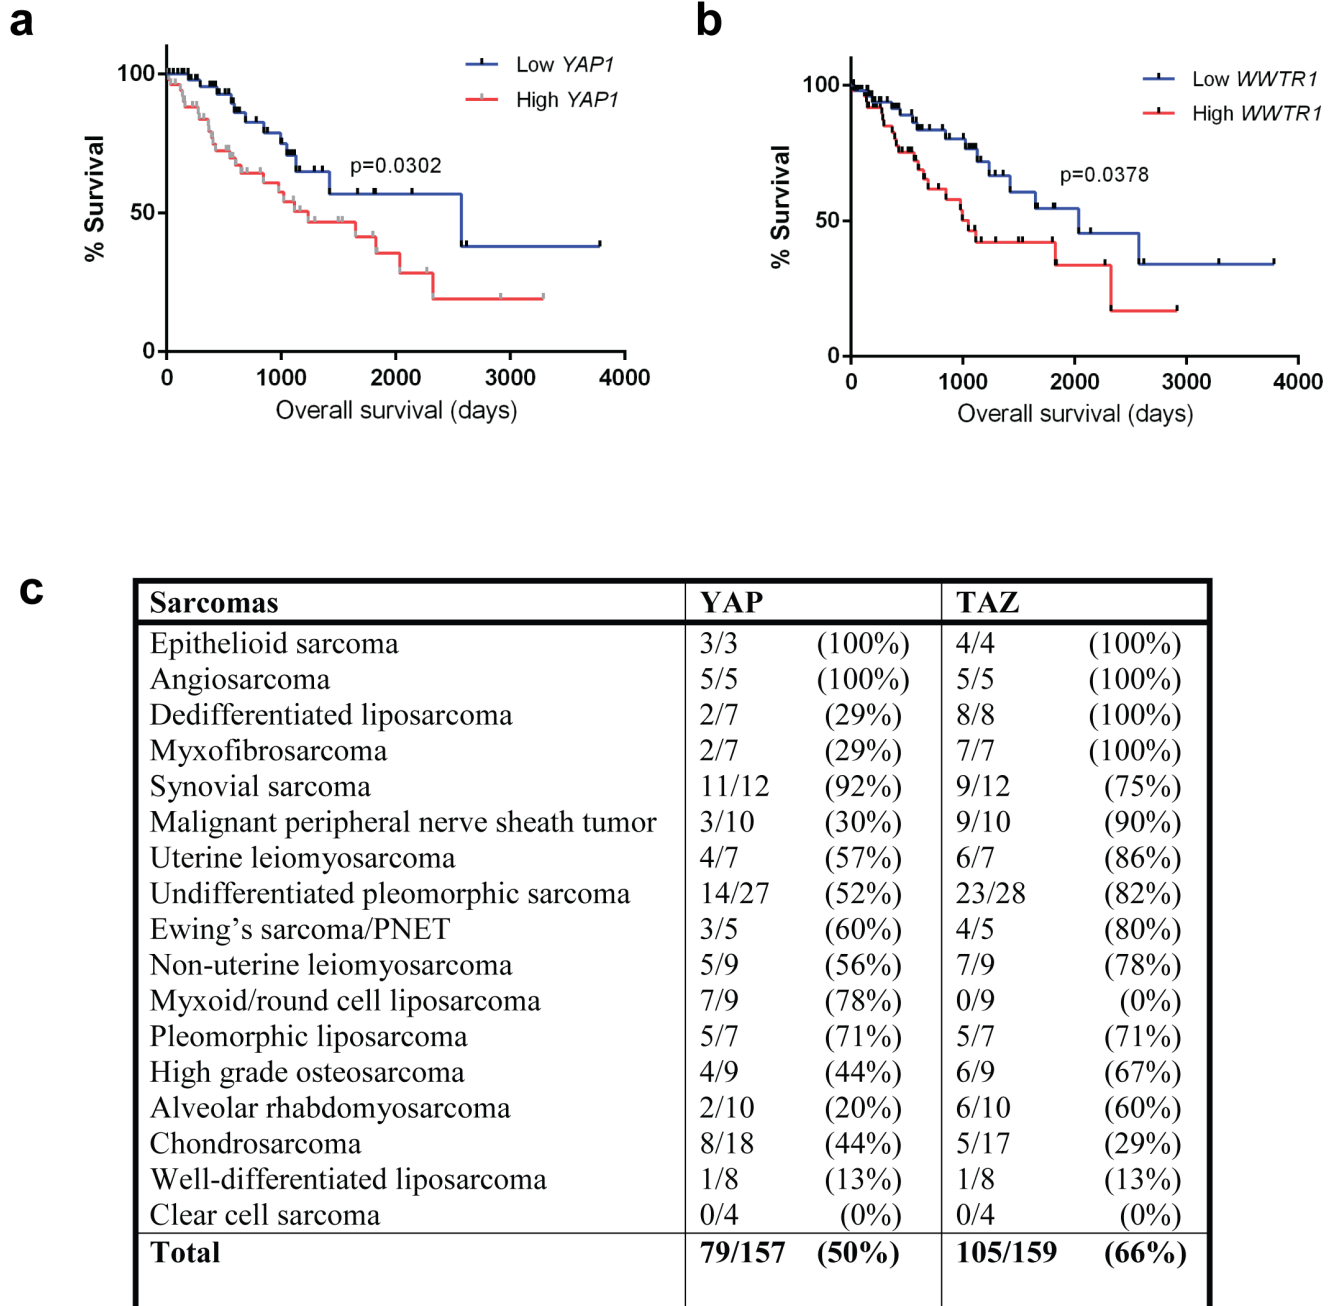 a
100
50
0
% Survival
Low YAP1
High YAP1
p=0.0302
0 1000 2000 3000 4000
Overall survival (days)
b
100
50
0
% Survival
Low WWTR1
High WWTR1
p=0.0378
0 1000 2000 3000 4000
Overall survival (days)
c
Sarcomas YAP TAZ
Epithelioid sarcoma 3/3 (100%) 4/4 (100%)
Angiosarcoma 5/5 (100%) 5/5 (100%)
Dedifferentiated liposarcoma 2/7 (29%) 8/8 (100%)
Myxofibrosarcoma 2/7 (29%) 7/7 (100%)
Synovial sarcoma 11/12 (92%) 9/12 (75%)
Malignant peripheral nerve sheath tumor 3/10 (30%) 9/10 (90%)
Uterine leiomyosarcoma 4/7 (57%) 6/7 (86%)
Undifferentiated pleomorphic sarcoma 14/27 (52%) 23/28 (82%)
Ewing’s sarcoma/PNET 3/5 (60%) 4/5 (80%)
Non-uterine leiomyosarcoma 5/9 (56%) 7/9 (78%)
Myxoid/round cell liposarcoma 7/9 (78%) 0/9 (0%)
Pleomorphic liposarcoma 5/7 (71%) 5/7 (71%)
High grade osteosarcoma 4/9 (44%) 6/9 (67%)
Alveolar rhabdomyosarcoma 2/10 (20%) 6/10 (60%)
Chondrosarcoma 8/18 (44%) 5/17 (29%)
Well-differentiated liposarcoma 1/8 (13%) 1/8 (13%)
Clear cell sarcoma 0/4 (0%) 0/4 (0%)
Total 79/157 (50%) 105/159 (66%)